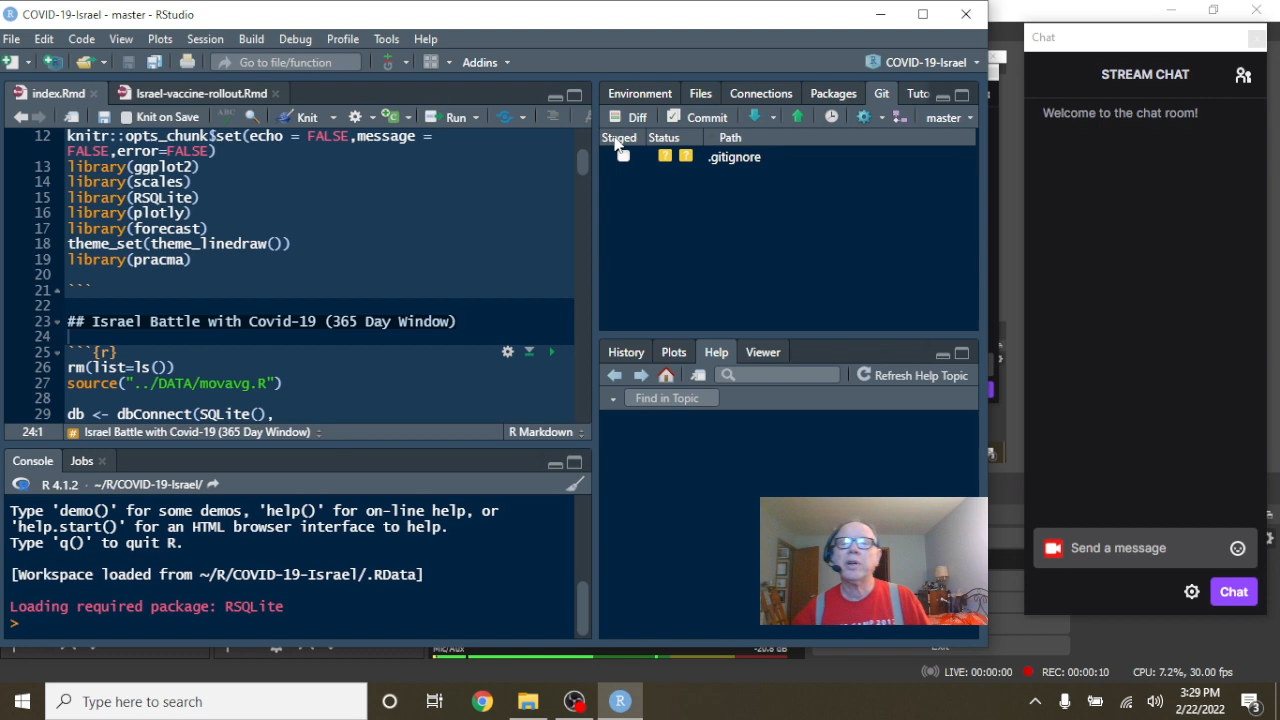 COVID-19-Israel - master - RStudio
File Edit Code View Plots Session Build Debug Profile Tools Help
Go to file/function
Addins
COVID-19-Israel
index.Rmd
Israel-vaccine-rollout.Rmd
Knit on Save
ABC
Knit
Run
12 knitr::opts_chunk$set(echo = FALSE,message =
FALSE,error=FALSE)
13 library(ggplot2)
14 library(scales)
15 library(RSQLite)
16 library(plotly)
17 library(forecast)
18 theme_set(theme_linedraw())
19 library(pracma)
20
21 ```
22
23 ## Israel Battle with Covid-19 (365 Day Window)
24
25 ```{r}
26 rm(list=ls())
27 source("../DATA/movavg.R")
28
29 db <- dbConnect(SQLite(),
24:1 # Israel Battle with Covid-19 (365 Day Window) R Markdown
Console Jobs
R 4.1.2 · ~/R/COVID-19-Israel/
Type 'demo()' for some demos, 'help()' for on-line help, or
'help.start()' for an HTML browser interface to help.
Type 'q()' to quit R.
[Workspace loaded from ~/R/COVID-19-Israel/.RData]
Loading required package: RSQLite
>
Environment Files Connections Packages Git Tuto
Diff Commit master
Staged Status Path
? ? .gitignore
History Plots Help Viewer
Refresh Help Topic
Find in Topic
Chat
STREAM CHAT
Welcome to the chat room!
Send a message
Chat
Mic/Aux
-20.8 dB
LIVE: 00:00:00 REC: 00:00:10 CPU: 7.2%, 30.00 fps
Type here to search
3:29 PM
2/22/2022
3